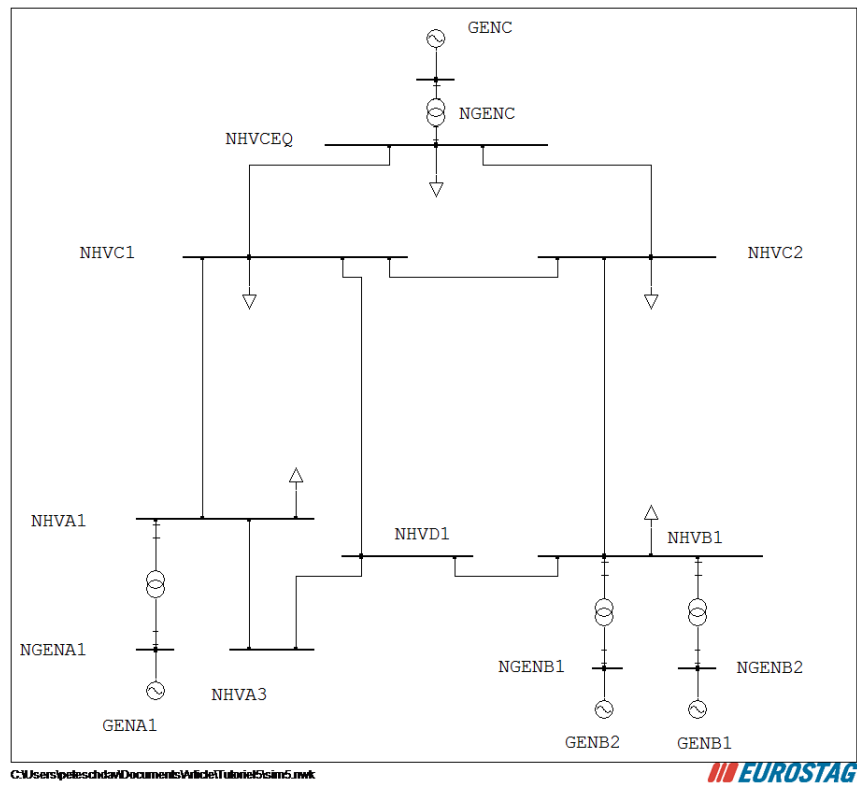 GENC
NGENC
NHVCEQ
NHVC1
NHVC2
NHVA1
NHVD1
NHVB1
NGENA1
NHVA3
NGENB1
NGENB2
GENA1
GENB2
GENB1
C:\Users\peteschdav\Documents\Article\Tutoriel5\sim5.nwk
EUROSTAG